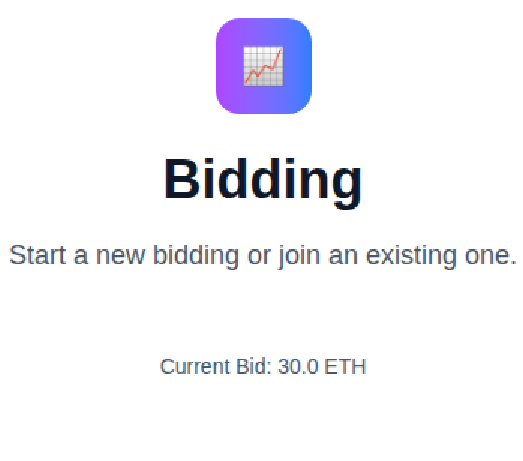 Bidding
Start a new bidding or join an existing one.
Current Bid: 30.0 ETH